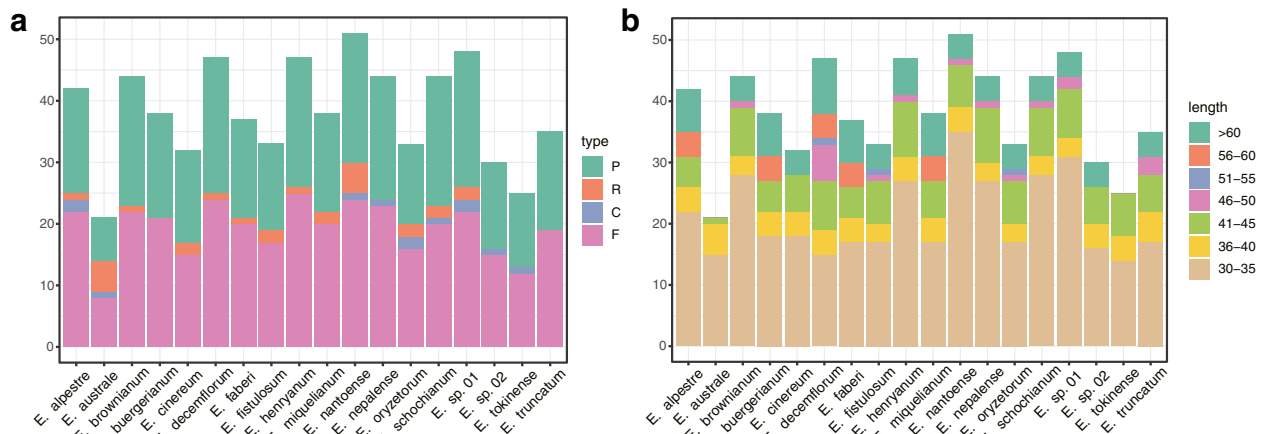 a
50
40
30
20
10
0
E. alpestre
E. australe
E. brownianum
buergerianum
E. cinereum
E. decemflorum
E. faberi
E. fistulosum
E. henryanum
E. miquelianum
E. nantoense
E. nepalense
E. oryzetorum
E. schochianum
E. sp. 01
E. sp. 02
E. tokinense
E. truncatum
type
P
R
C
F
b
50
40
30
20
10
0
E. alpestre
E. australe
E. brownianum
buergerianum
E. cinereum
E. decemflorum
E. faberi
E. fistulosum
E. henryanum
E. miquelianum
E. nantoense
E. nepalense
E. oryzetorum
E. schochianum
E. sp. 01
E. sp. 02
E. tokinense
E. truncatum
length
>60
56–60
51–55
46–50
41–45
36–40
30–35